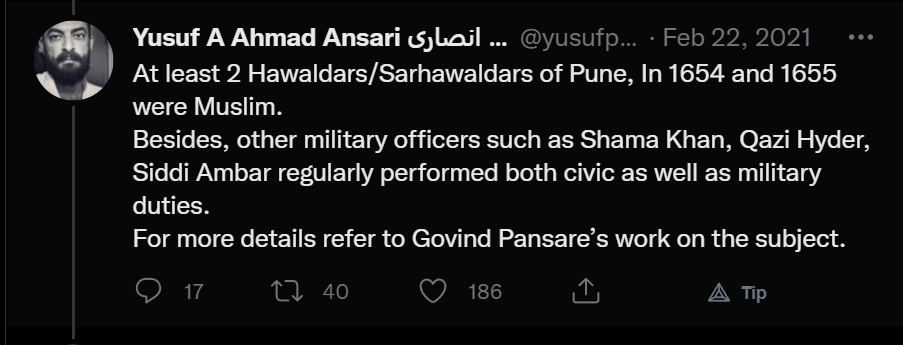 Yusuf A Ahmad Ansari انصاری ... @yusufp... · Feb 22, 2021
At least 2 Hawaldars/Sarhawaldars of Pune, In 1654 and 1655
were Muslim.
Besides, other military officers such as Shama Khan, Qazi Hyder,
Siddi Ambar regularly performed both civic as well as military
duties.
For more details refer to Govind Pansare's work on the subject.
17 40 186 Tip